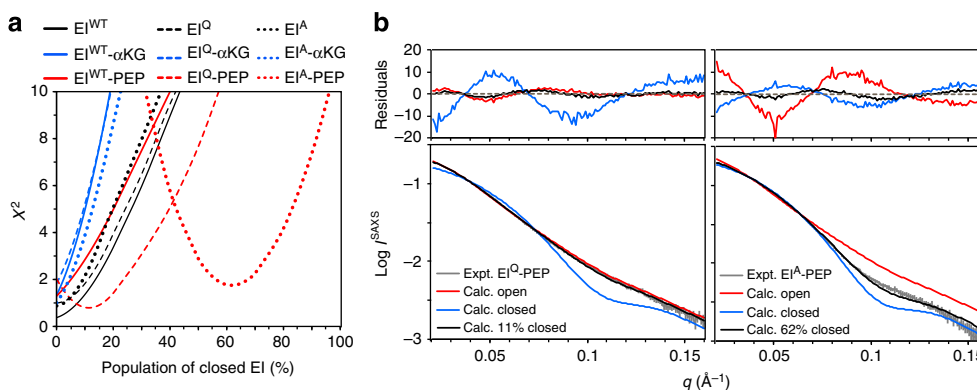 a
EI^WT EI^Q EI^A
EI^WT-αKG EI^Q-αKG EI^A-αKG
EI^WT-PEP EI^Q-PEP EI^A-PEP
10
8
6
4
2
0
Χ²
0 20 40 60 80 100
Population of closed EI (%)
b
20
10
0
−10
−20
Residuals
−1
−2
−3
Log I^SAXS
Expt. EI^Q-PEP
Calc. open
Calc. closed
Calc. 11% closed
Expt. EI^A-PEP
Calc. open
Calc. closed
Calc. 62% closed
0.05 0.1 0.15 0.05 0.1 0.15
q (Å⁻¹)